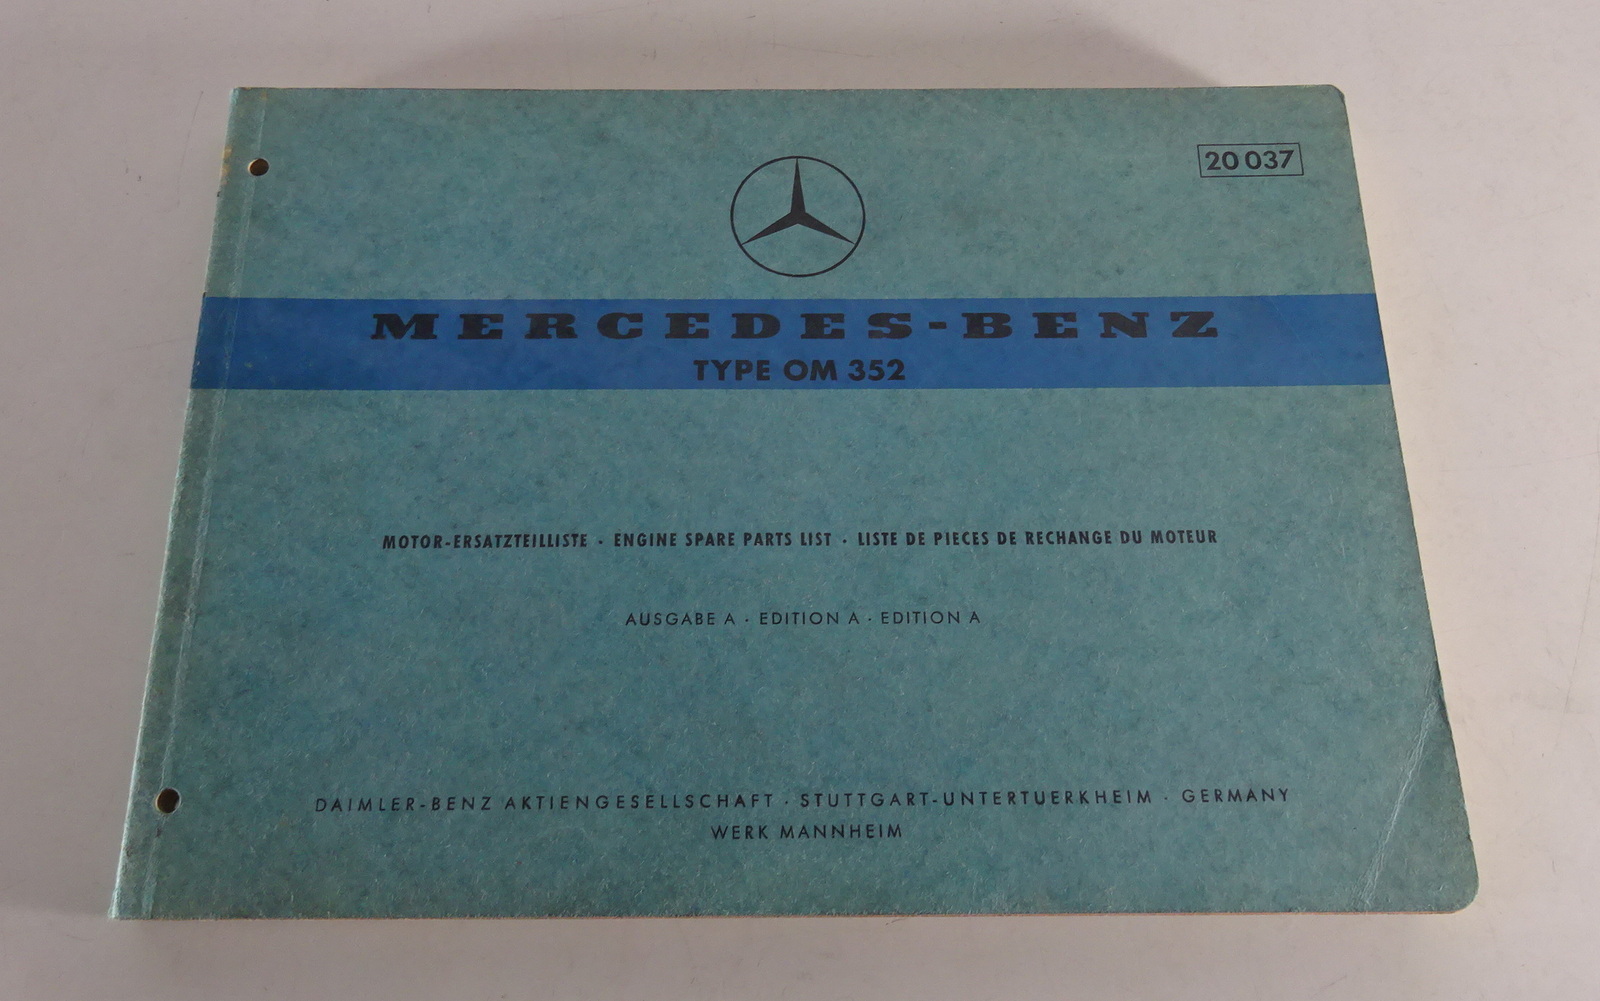 20 037
MERCEDES-BENZ
TYPE OM 352
MOTOR-ERSATZTEILLISTE · ENGINE SPARE PARTS LIST · LISTE DE PIECES DE RECHANGE DU MOTEUR
AUSGABE A · EDITION A · EDITION A
DAIMLER-BENZ AKTIENGESELLSCHAFT · STUTTGART-UNTERTUERKHEIM · GERMANY
WERK MANNHEIM